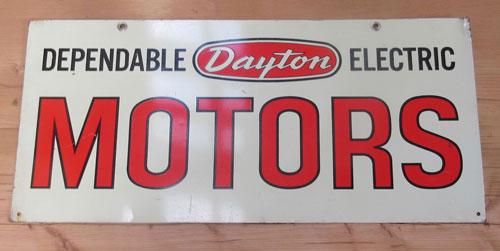 DEPENDABLE Dayton ELECTRIC
MOTORS